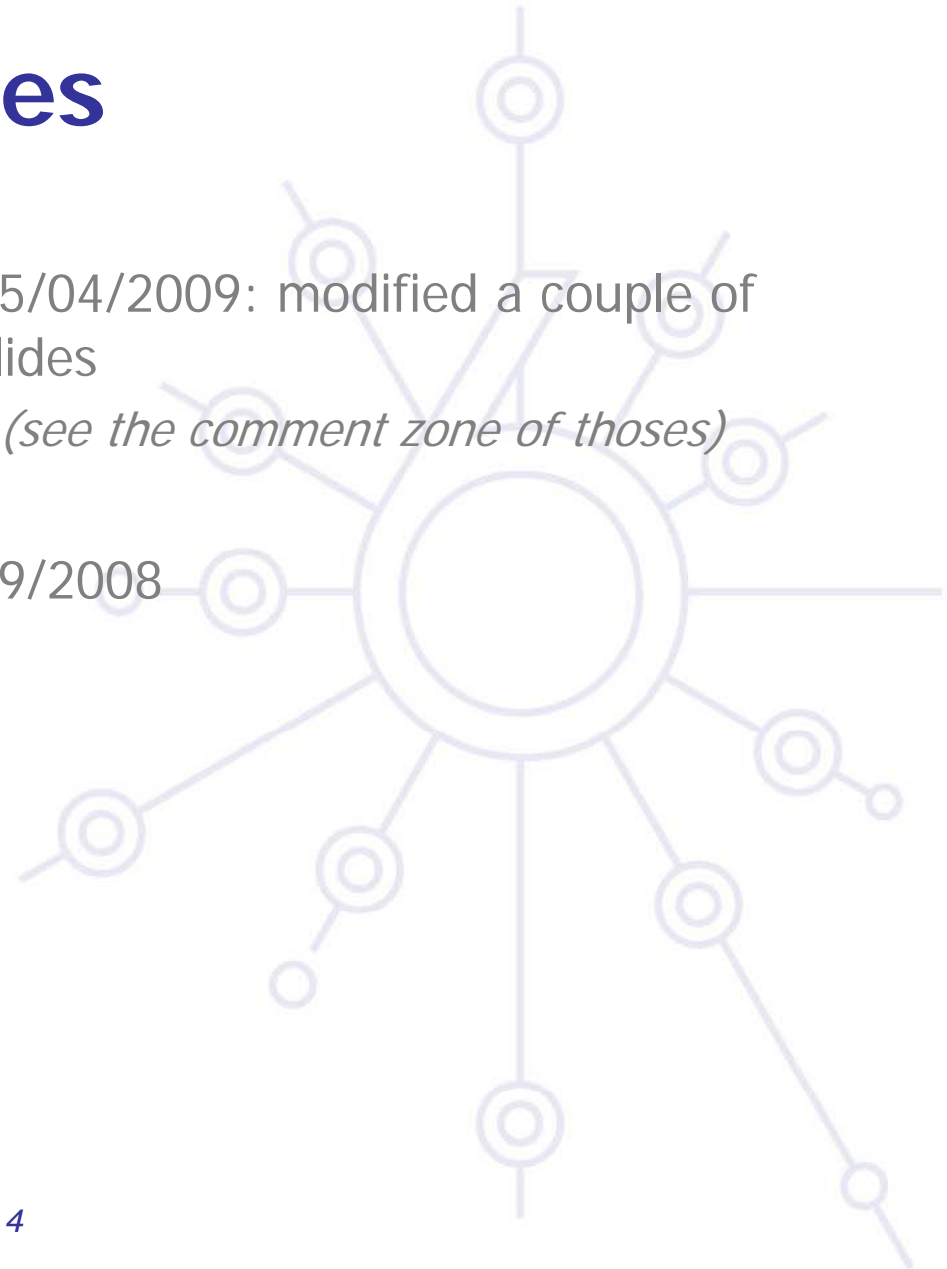 es
5/04/2009: modified a couple of
lides
(see the comment zone of thoses)
9/2008
4